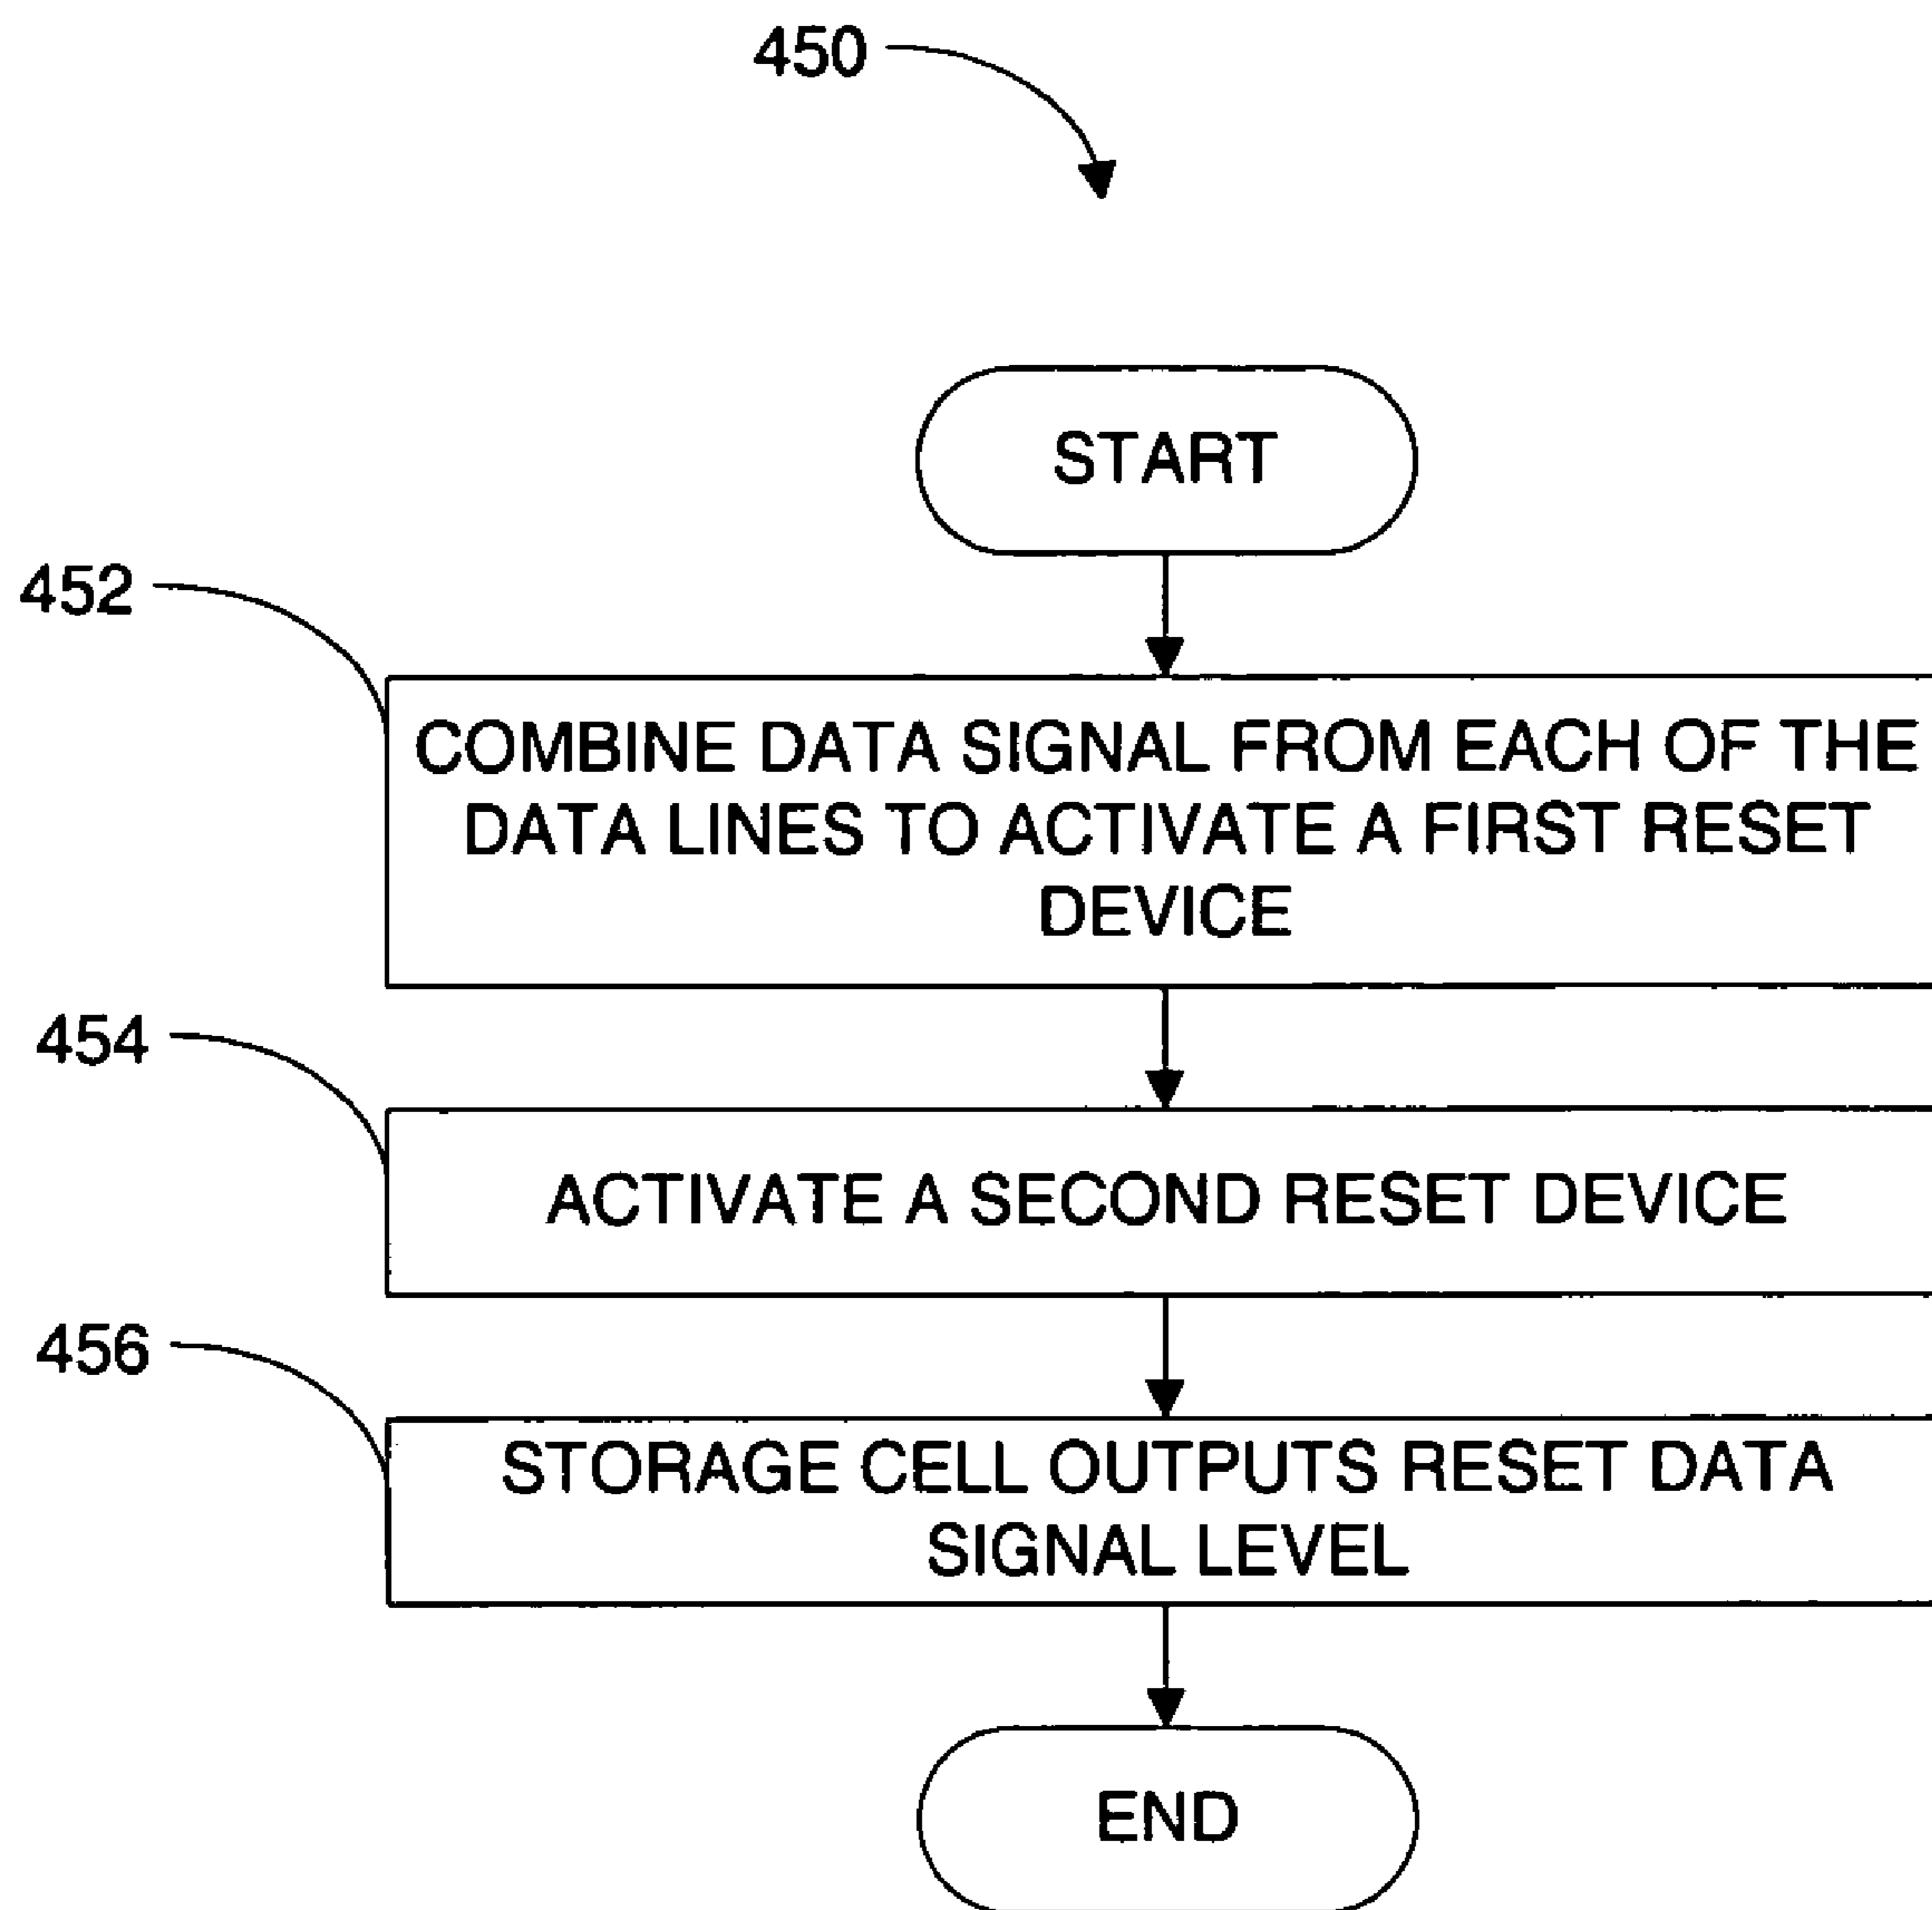 450
START
452
COMBINE DATA SIGNAL FROM EACH OF THE
DATA LINES TO ACTIVATE A FIRST RESET
DEVICE
454
ACTIVATE A SECOND RESET DEVICE
456
STORAGE CELL OUTPUTS RESET DATA
SIGNAL LEVEL
END